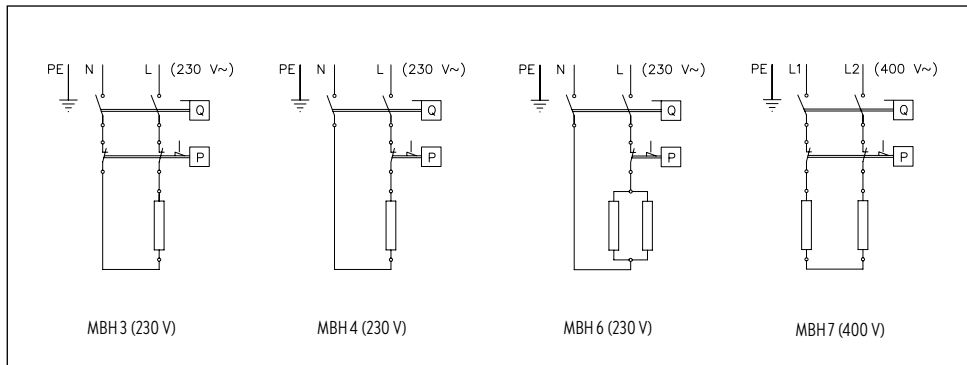 PE N L (230 V~)
Q
P
MBH 3 (230 V)
PE N L (230 V~)
Q
P
MBH 4 (230 V)
PE N L (230 V~)
Q
P
MBH 6 (230 V)
PE L1 L2 (400 V~)
Q
P
MBH 7 (400 V)